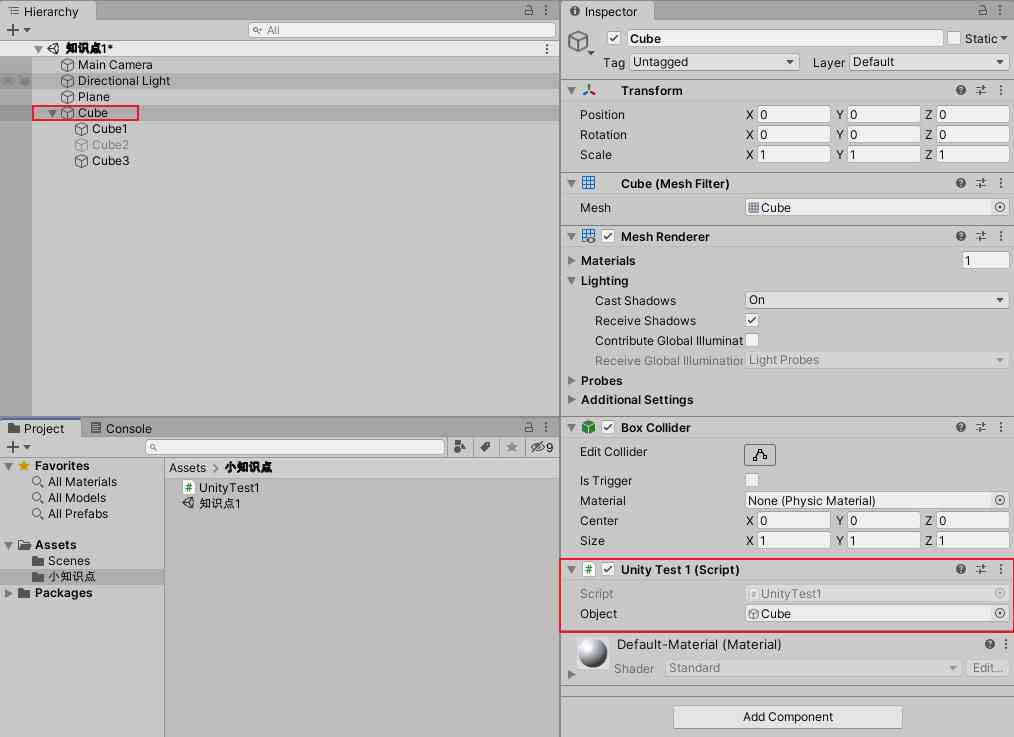 Hierarchy
All
知识点1*
Main Camera
Directional Light
Plane
Cube
Cube1
Cube2
Cube3
Project
Console
9
Favorites
All Materials
All Models
All Prefabs
Assets
Scenes
小知识点
Packages
Assets > 小知识点
# UnityTest1
知识点1
Inspector
Cube Static
Tag Untagged Layer Default
Transform
Position X 0 Y 0 Z 0
Rotation X 0 Y 0 Z 0
Scale X 1 Y 1 Z 1
Cube (Mesh Filter)
Mesh Cube
Mesh Renderer
Materials 1
Lighting
Cast Shadows On
Receive Shadows
Contribute Global Illuminat
Receive Global Illumination Light Probes
Probes
Additional Settings
Box Collider
Edit Collider
Is Trigger
Material None (Physic Material)
Center X 0 Y 0 Z 0
Size X 1 Y 1 Z 1
# Unity Test 1 (Script)
Script # UnityTest1
Object Cube
Default-Material (Material)
Shader Standard Edit...
Add Component